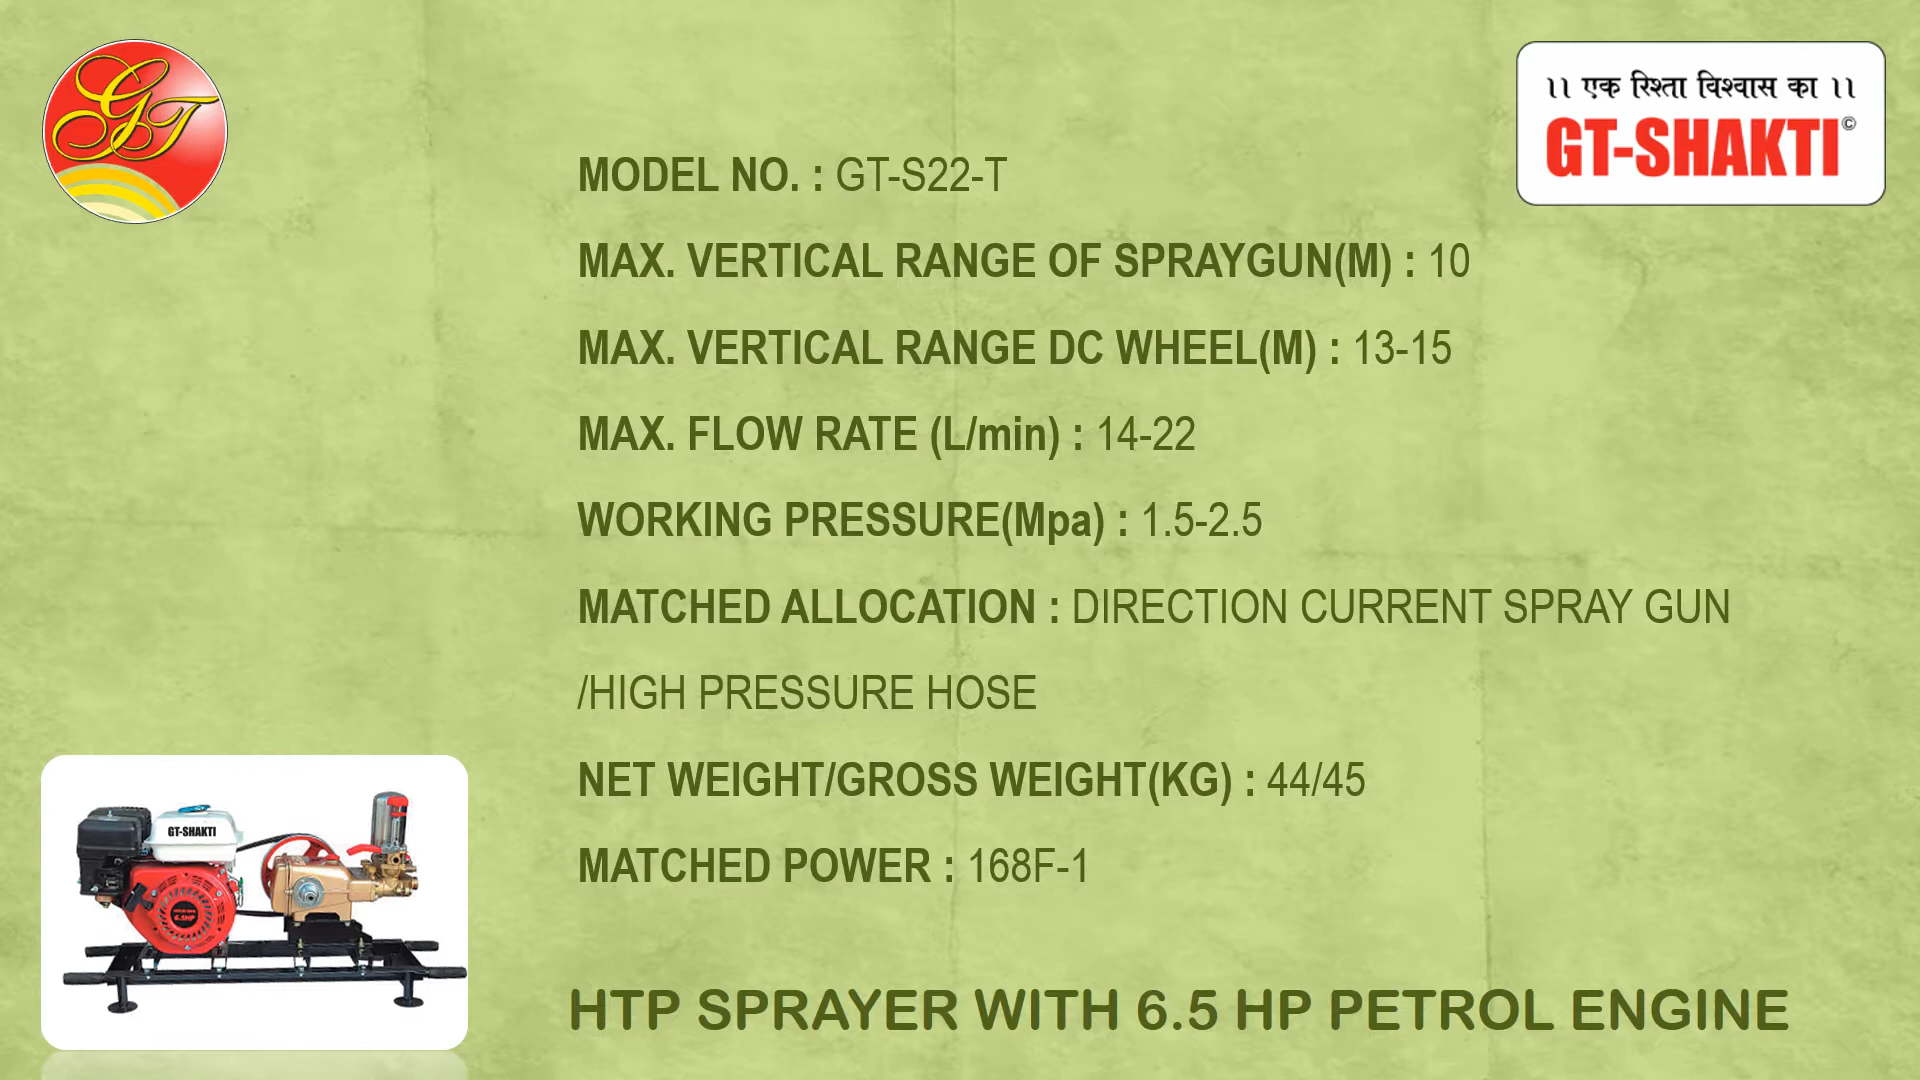 GT
।। एक रिश्ता विश्वास का ।।
GT-SHAKTI©
MODEL NO. : GT-S22-T
MAX. VERTICAL RANGE OF SPRAYGUN(M) : 10
MAX. VERTICAL RANGE DC WHEEL(M) : 13-15
MAX. FLOW RATE (L/min) : 14-22
WORKING PRESSURE(Mpa) : 1.5-2.5
MATCHED ALLOCATION : DIRECTION CURRENT SPRAY GUN
/HIGH PRESSURE HOSE
NET WEIGHT/GROSS WEIGHT(KG) : 44/45
MATCHED POWER : 168F-1
GT-SHAKTI
6.5HP
HTP SPRAYER WITH 6.5 HP PETROL ENGINE